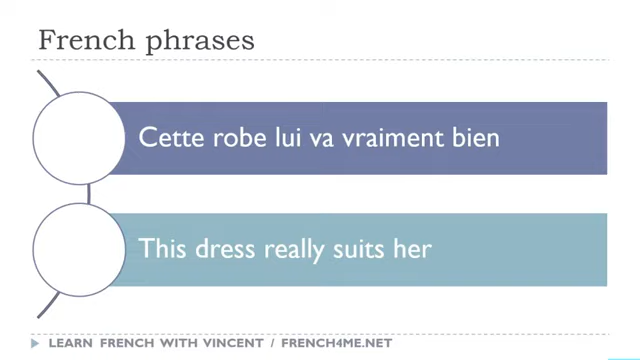 French phrases
Cette robe lui va vraiment bien
This dress really suits her
LEARN FRENCH WITH VINCENT / FRENCH4ME.NET